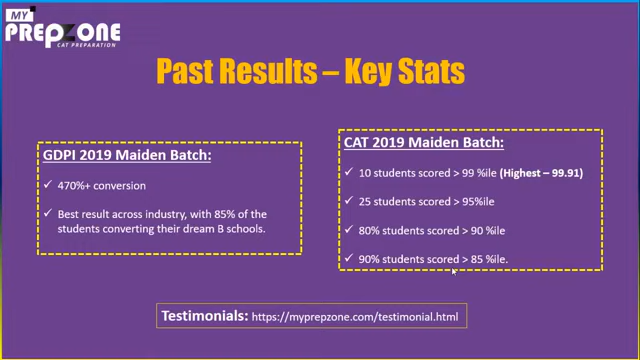 MY
PREPZONE
CAT PREPARATION
Past Results – Key Stats
GDPI 2019 Maiden Batch:
✓ 470%+ conversion
✓ Best result across industry, with 85% of the
students converting their dream B schools.
CAT 2019 Maiden Batch:
✓ 10 students scored > 99 %ile (Highest – 99.91)
✓ 25 students scored > 95%ile
✓ 80% students scored > 90 %ile
✓ 90% students scored > 85 %ile.
Testimonials: https://myprepzone.com/testimonial.html